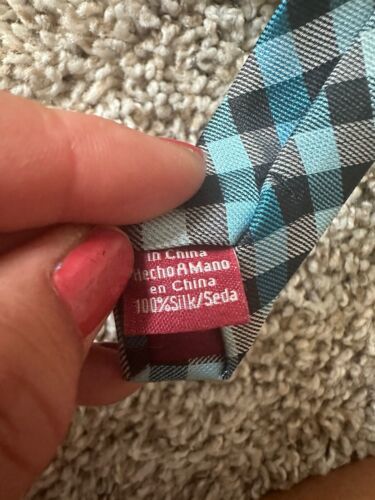 in China
Hecho A Mano
en China
100% Silk/Seda